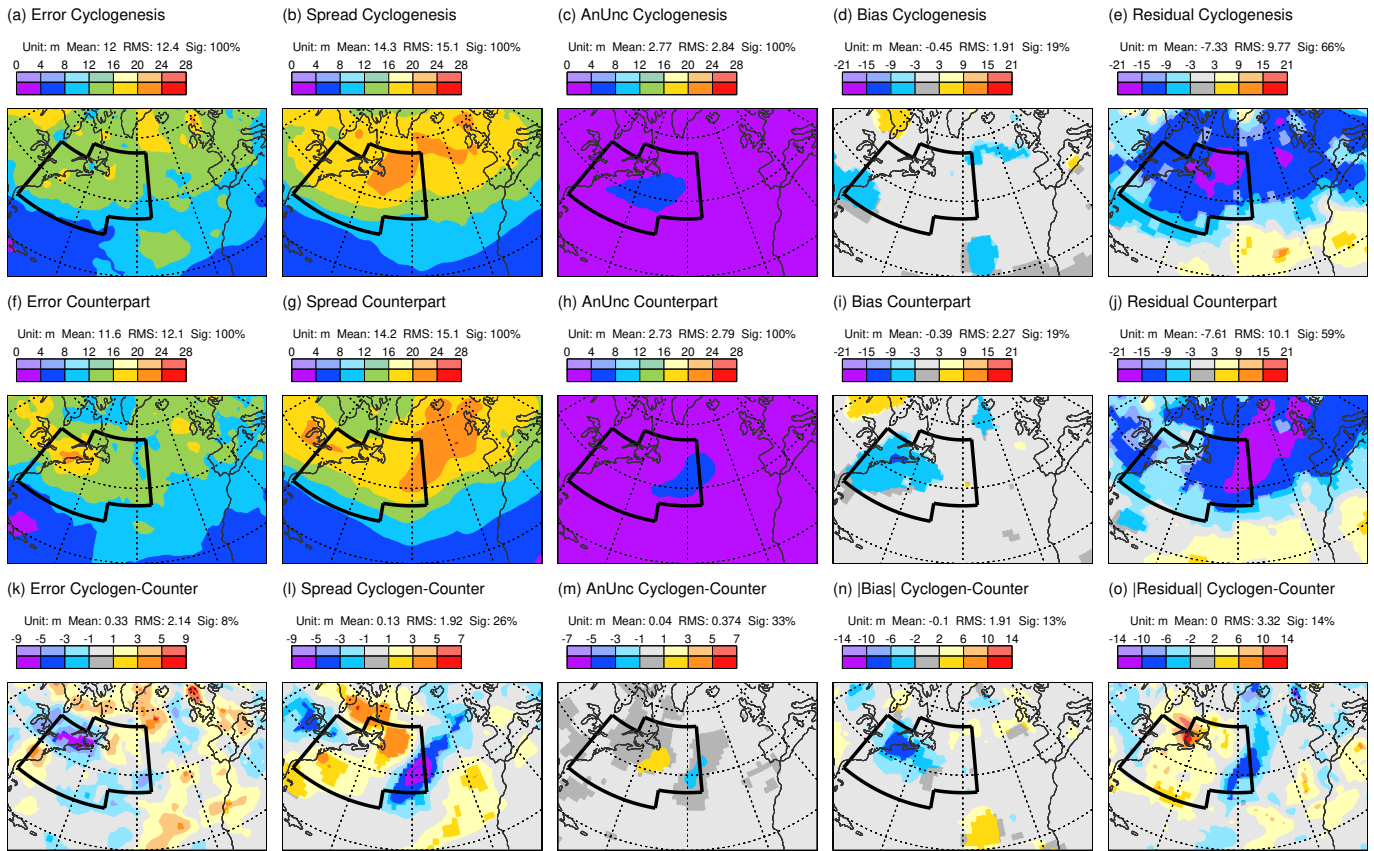 (a) Error Cyclogenesis
Unit: m Mean: 12 RMS: 12.4 Sig: 100%
0 8 16 24
4 12 20 28
(b) Spread Cyclogenesis
Unit: m Mean: 14.3 RMS: 15.1 Sig: 100%
0 4 8 12 16 20 24 28
(c) AnUnc Cyclogenesis
Unit: m Mean: 2.77 RMS: 2.84 Sig: 100%
0 4 8 12 16 20 24 28
(d) Bias Cyclogenesis
Unit: m Mean: -0.45 RMS: 1.91 Sig: 19%
-21 -15 -9 -3 3 9 15 21
(e) Residual Cyclogenesis
Unit: m Mean: -7.33 RMS: 9.77 Sig: 66%
-21 -15 -9 -3 3 9 15 21
(f) Error Counterpart
Unit: m Mean: 11.6 RMS: 12.1 Sig: 100%
0 4 8 12 16 20 24 28
(g) Spread Counterpart
Unit: m Mean: 14.2 RMS: 15.1 Sig: 100%
0 4 8 12 16 20 24 28
(h) AnUnc Counterpart
Unit: m Mean: 2.73 RMS: 2.79 Sig: 100%
0 4 8 12 16 20 24 28
(i) Bias Counterpart
Unit: m Mean: -0.39 RMS: 2.27 Sig: 19%
-21 -15 -9 -3 3 9 15 21
(j) Residual Counterpart
Unit: m Mean: -7.61 RMS: 10.1 Sig: 59%
-21 -15 -9 -3 3 9 15 21
(k) Error Cyclogen-Counter
Unit: m Mean: 0.33 RMS: 2.14 Sig: 8%
-9 -5 -3 -1 1 3 5 9
(l) Spread Cyclogen-Counter
Unit: m Mean: 0.13 RMS: 1.92 Sig: 26%
-9 -5 -3 -1 1 3 5 7
(m) AnUnc Cyclogen-Counter
Unit: m Mean: 0.04 RMS: 0.374 Sig: 33%
-7 -5 -3 -1 1 3 5 7
(n) |Bias| Cyclogen-Counter
Unit: m Mean: -0.1 RMS: 1.91 Sig: 13%
-14 -10 -6 -2 2 6 10 14
(o) |Residual| Cyclogen-Counter
Unit: m Mean: 0 RMS: 3.32 Sig: 14%
-14 -10 -6 -2 2 6 10 14